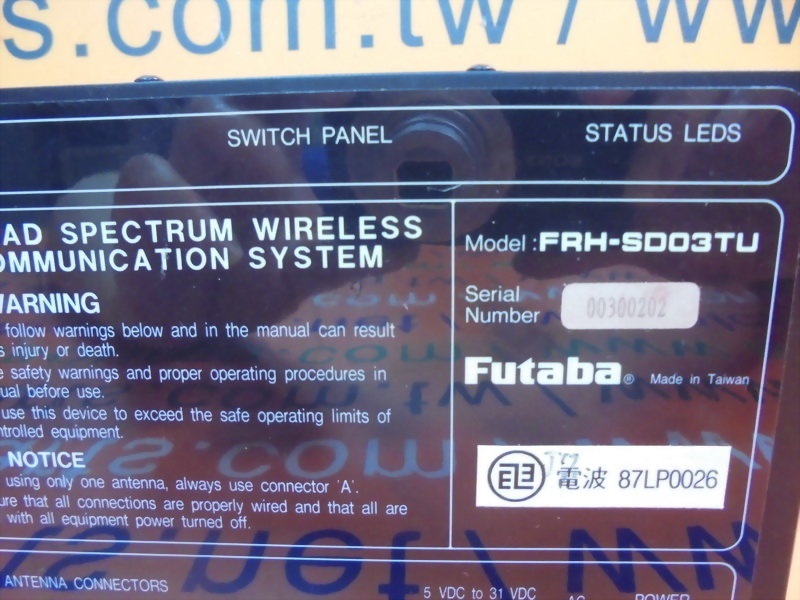 s.com.tw / ww
SWITCH PANEL
STATUS LEDS
AD SPECTRUM WIRELESS
OMMUNICATION SYSTEM
WARNING
follow warnings below and in the manual can result
s injury or death.
e safety warnings and proper operating procedures in
ual before use.
use this device to exceed the safe operating limits of
ntrolled equipment.
NOTICE
using only one antenna, always use connector 'A'.
ure that all connections are properly wired and that all are
with all equipment power turned off.
ANTENNA CONNECTORS
Model : FRH-SD03TU
Serial
Number
00300202
Futaba® Made in Taiwan
電波 87LP0026
5 VDC to 31 VDC
AC
POWER